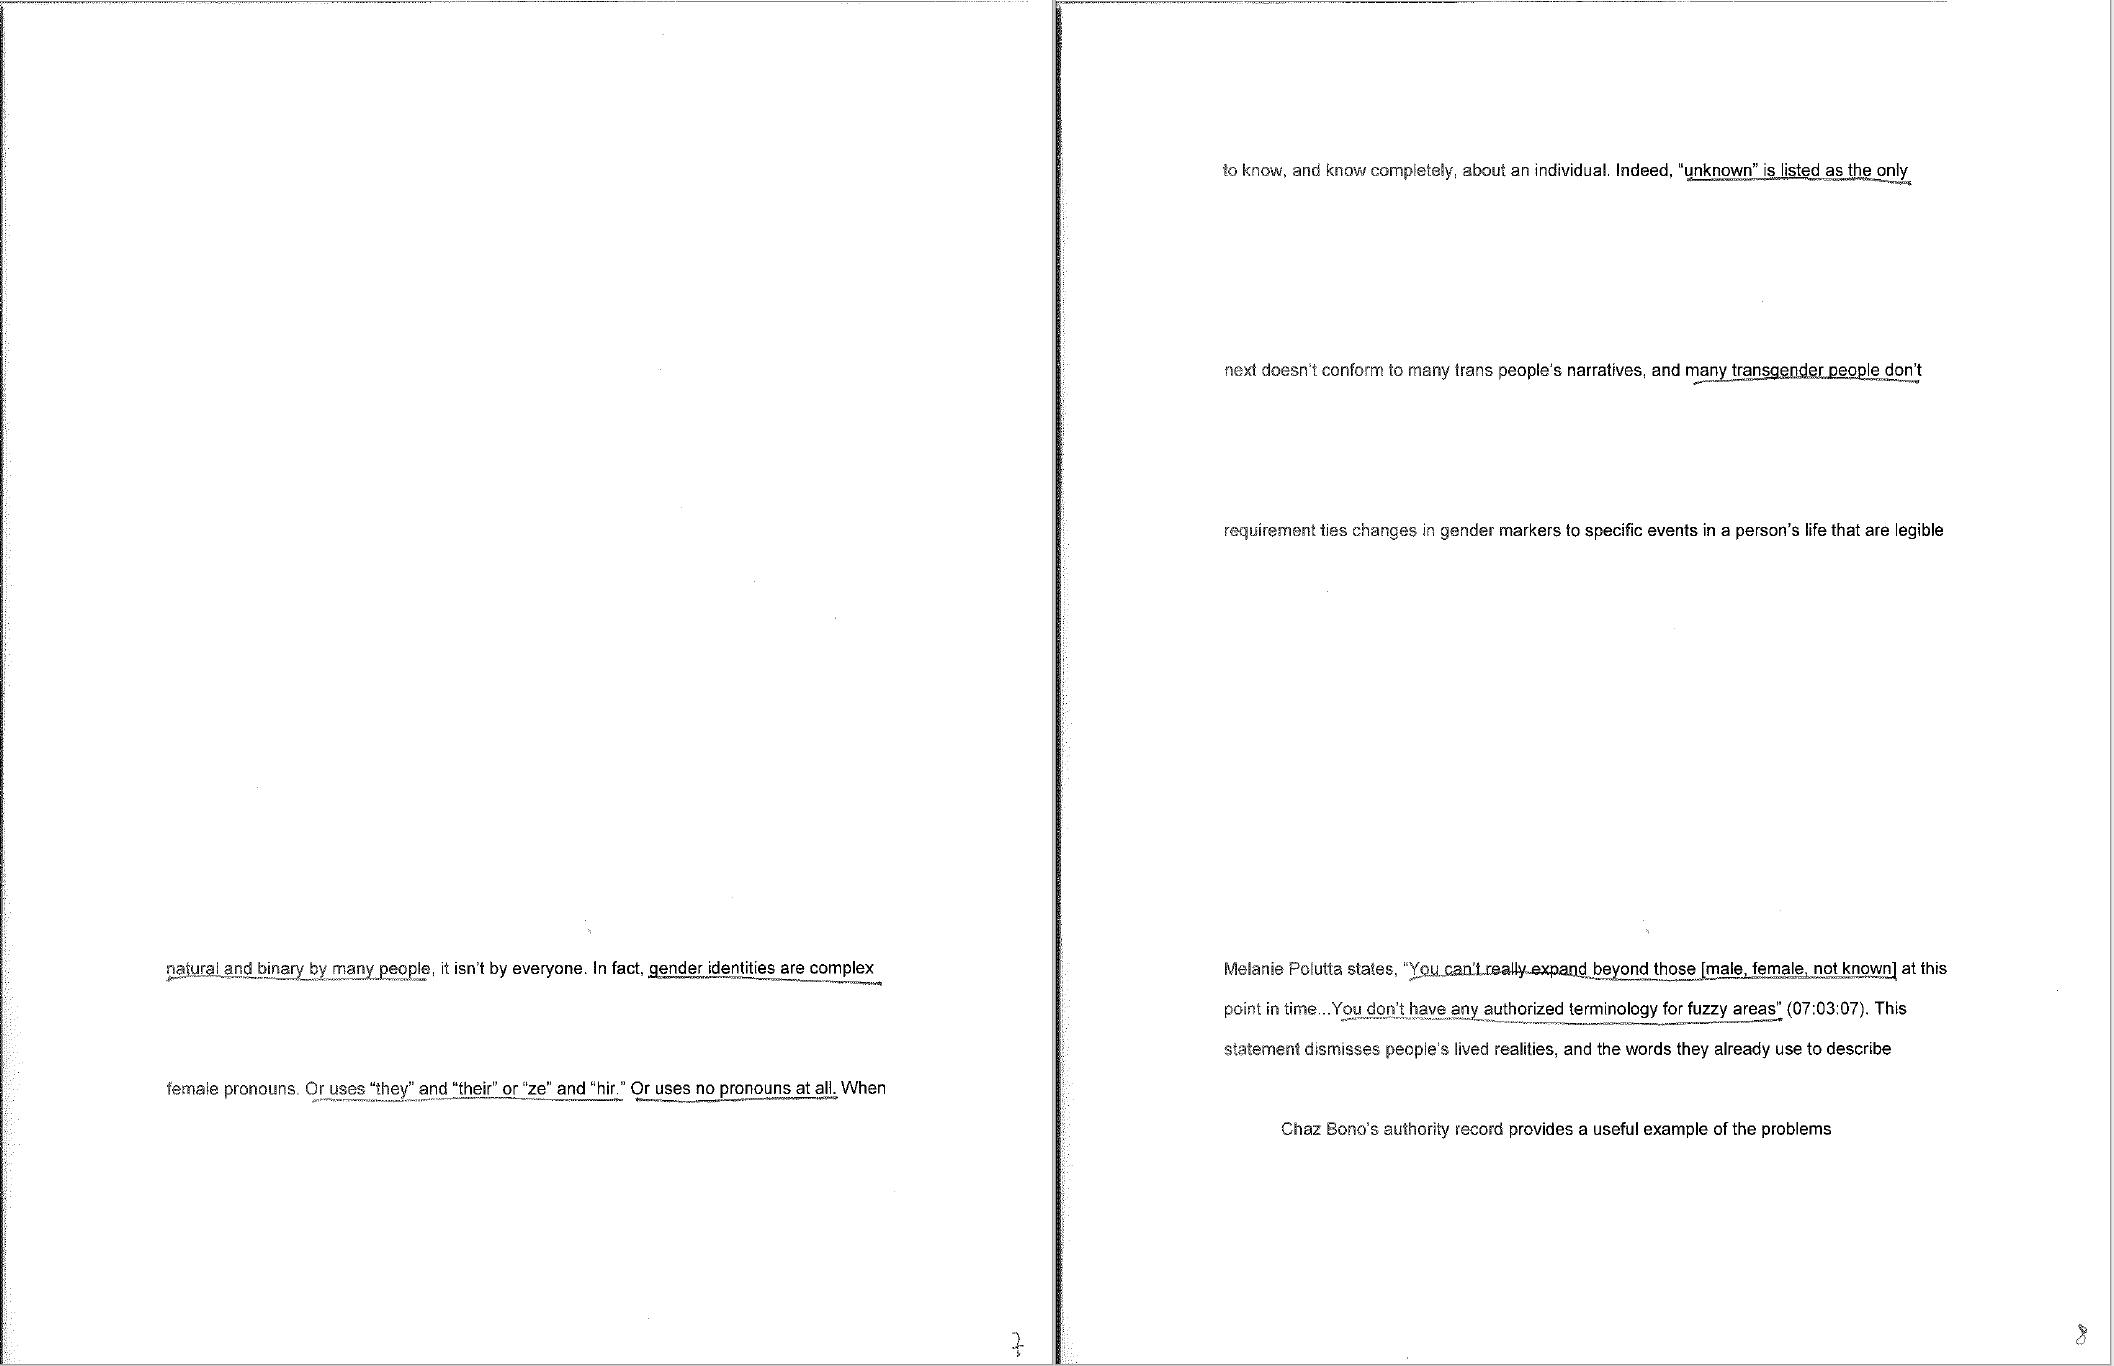 natural and binary by many people, it isn't by everyone. In fact, gender identities are complex
female pronouns. Or uses “they” and “their” or “ze” and “hir.” Or uses no pronouns at all. When
7
to know, and know completely, about an individual. Indeed, “unknown” is listed as the only
next doesn't conform to many trans people's narratives, and many transgender people don't
requirement ties changes in gender markers to specific events in a person's life that are legible
Melanie Polutta states, “You can't really expand beyond those [male, female, not known] at this
point in time...You don't have any authorized terminology for fuzzy areas” (07:03:07). This
statement dismisses people's lived realities, and the words they already use to describe
Chaz Bono's authority record provides a useful example of the problems
8